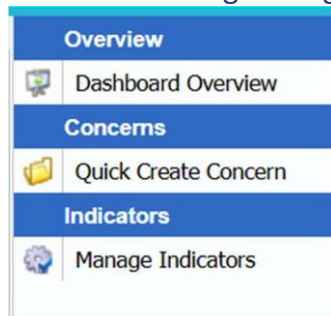 Overview
Dashboard Overview
Concerns
Quick Create Concern
Indicators
Manage Indicators